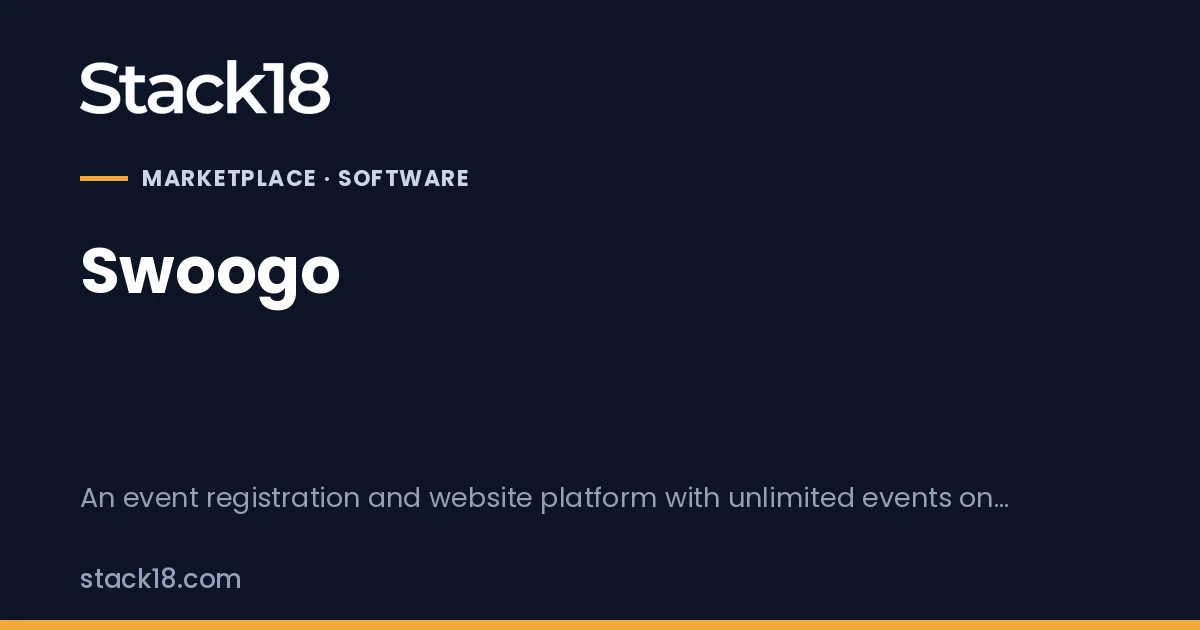 Stack18
MARKETPLACE · SOFTWARE
Swoogo
An event registration and website platform with unlimited events on...
stack18.com